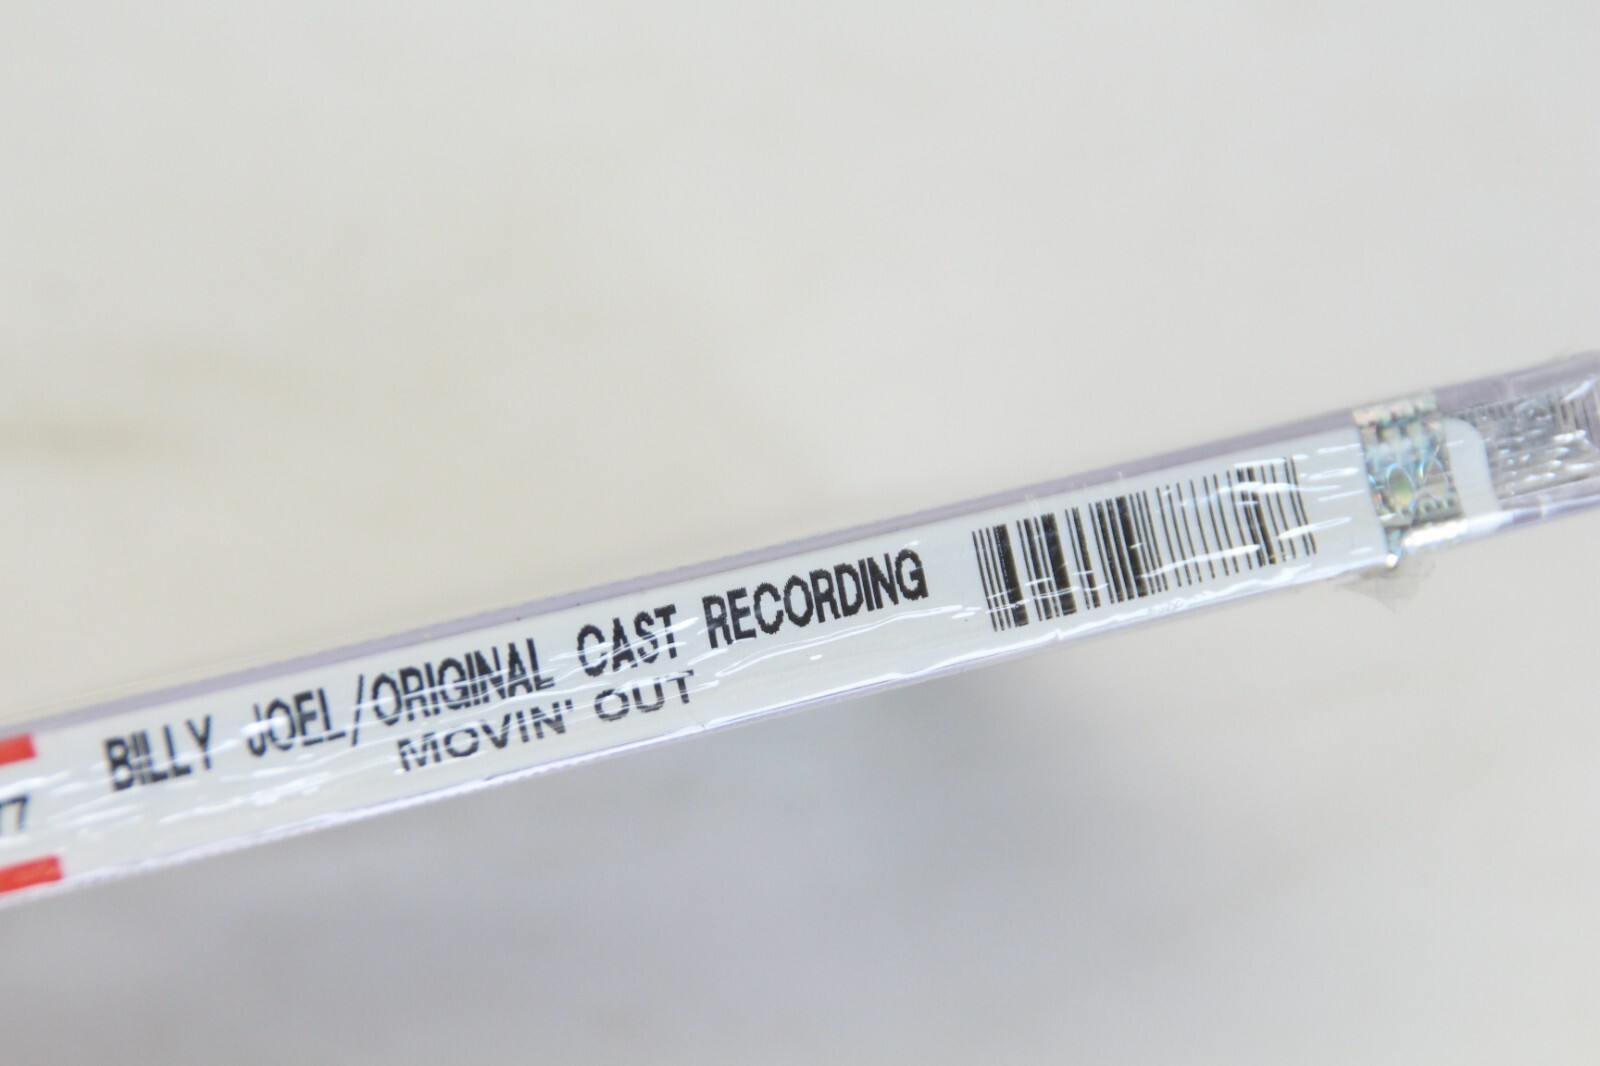 BILLY JOEL/ORIGINAL CAST RECORDING
MOVIN' OUT